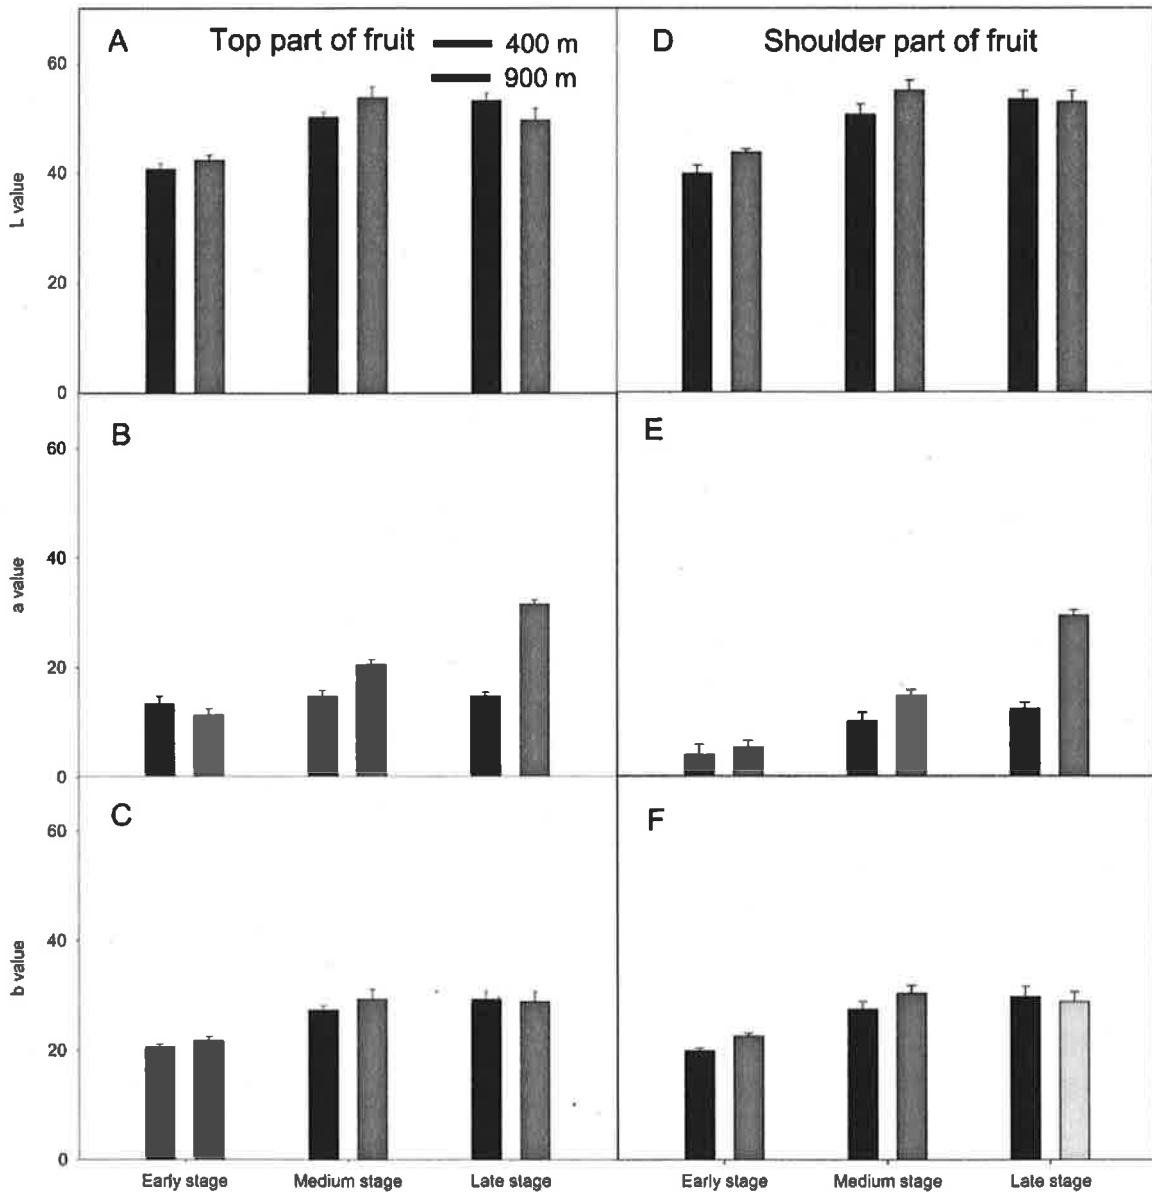 A Top part of fruit 400 m
900 m
D Shoulder part of fruit
60
40
20
0
L value
B
E
60
40
20
0
a value
C
F
60
40
20
0
b value
Early stage Medium stage Late stage Early stage Medium stage Late stage